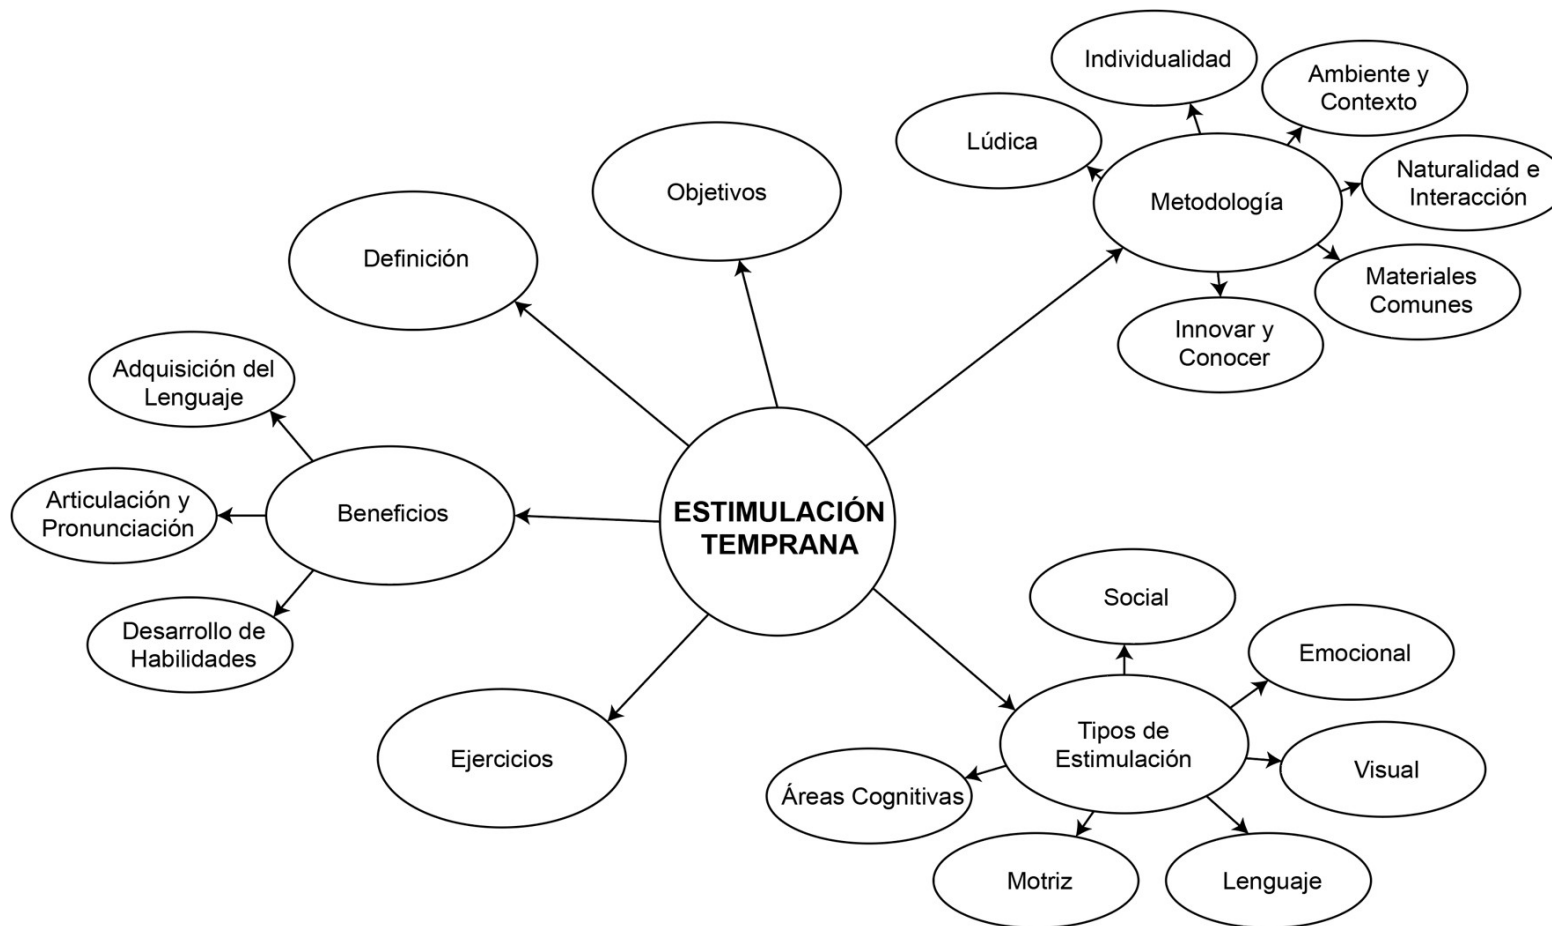 Individualidad
Ambiente y
Contexto
Lúdica
Naturalidad e
Interacción
Metodología
Objetivos
Definición
Materiales
Comunes
Innovar y
Conocer
Adquisición del
Lenguaje
Articulación y
Pronunciación
Beneficios
ESTIMULACIÓN
TEMPRANA
Desarrollo de
Habilidades
Social
Emocional
Tipos de
Estimulación
Ejercicios
Visual
Áreas Cognitivas
Motriz
Lenguaje